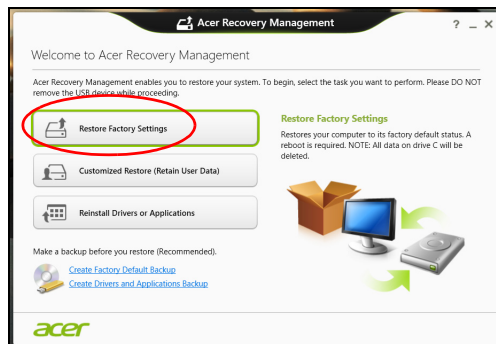 Acer Recovery Management
? _ ×
Welcome to Acer Recovery Management
Acer Recovery Management enables you to restore your system. To begin, select the task you want to perform. Please DO NOT
remove the USB device while proceeding.
Restore Factory Settings
Customized Restore (Retain User Data)
Reinstall Drivers or Applications
Restore Factory Settings
Restores your computer to its factory default status. A
reboot is required. NOTE: All data on drive C will be
deleted.
Make a backup before you restore (Recommended).
Create Factory Default Backup
Create Drivers and Applications Backup
acer